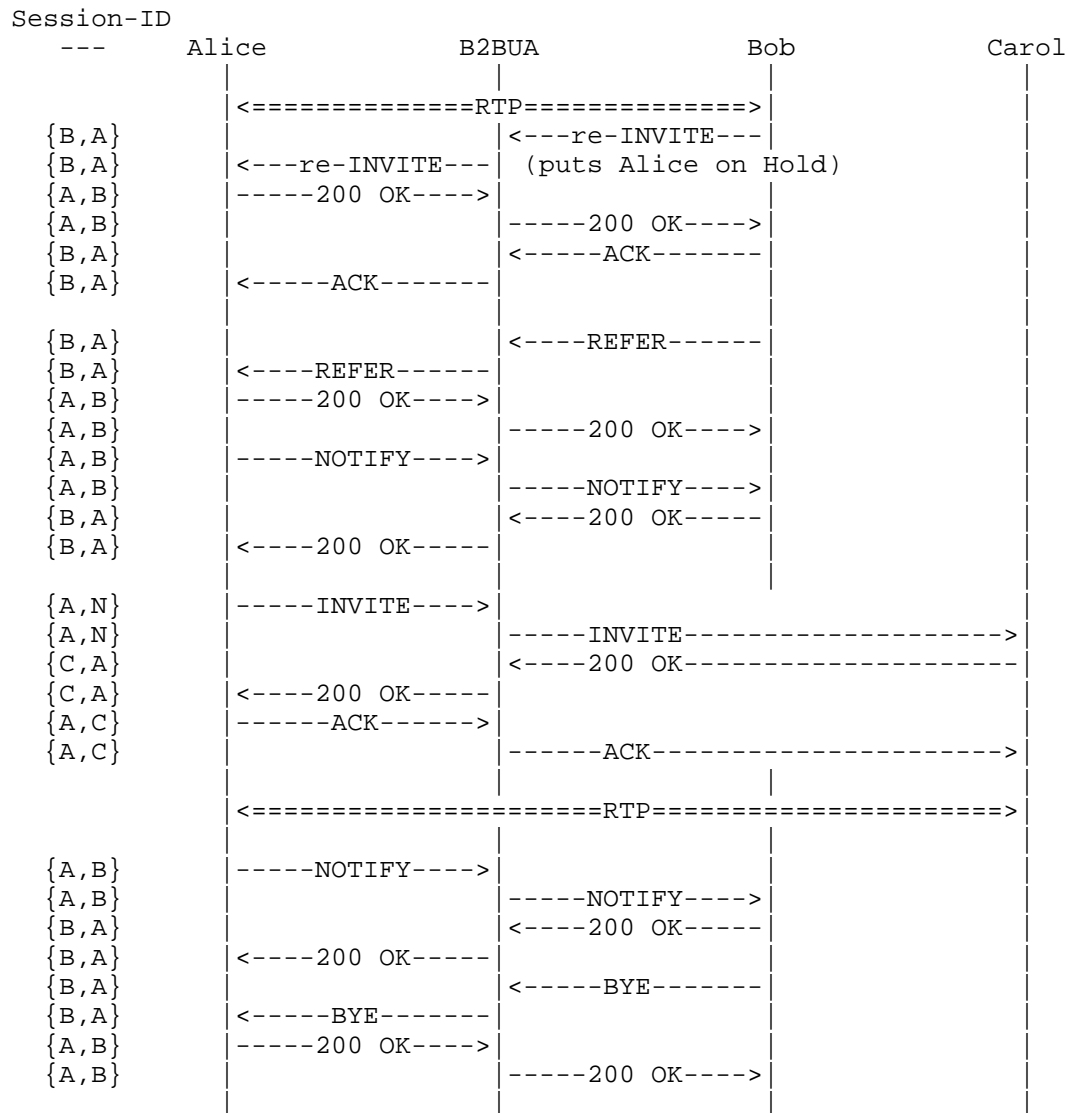 Session-ID
--- Alice B2BUA Bob Carol
| | | |
|<==============RTP==============>| |
{B,A} | |<---re-INVITE---| |
{B,A} |<---re-INVITE---| (puts Alice on Hold) |
{A,B} |-----200 OK---->| | |
{A,B} | |-----200 OK---->| |
{B,A} | |<-----ACK-------| |
{B,A} |<-----ACK-------| | |
| | | |
{B,A} | |<----REFER------| |
{B,A} |<----REFER------| | |
{A,B} |-----200 OK---->| | |
{A,B} | |-----200 OK---->| |
{A,B} |-----NOTIFY---->| | |
{A,B} | |-----NOTIFY---->| |
{B,A} | |<----200 OK-----| |
{B,A} |<----200 OK-----| | |
| | | |
{A,N} |-----INVITE---->| |
{A,N} | |-----INVITE-------------------->|
{C,A} | |<----200 OK---------------------|
{C,A} |<----200 OK-----| |
{A,C} |------ACK------>| |
{A,C} | |------ACK---------------------->|
| | | |
|<======================RTP======================>|
| | | |
{A,B} |-----NOTIFY---->| | |
{A,B} | |-----NOTIFY---->| |
{B,A} | |<----200 OK-----| |
{B,A} |<----200 OK-----| | |
{B,A} | |<-----BYE-------| |
{B,A} |<-----BYE-------| | |
{A,B} |-----200 OK---->| | |
{A,B} | |-----200 OK---->| |
| | | |